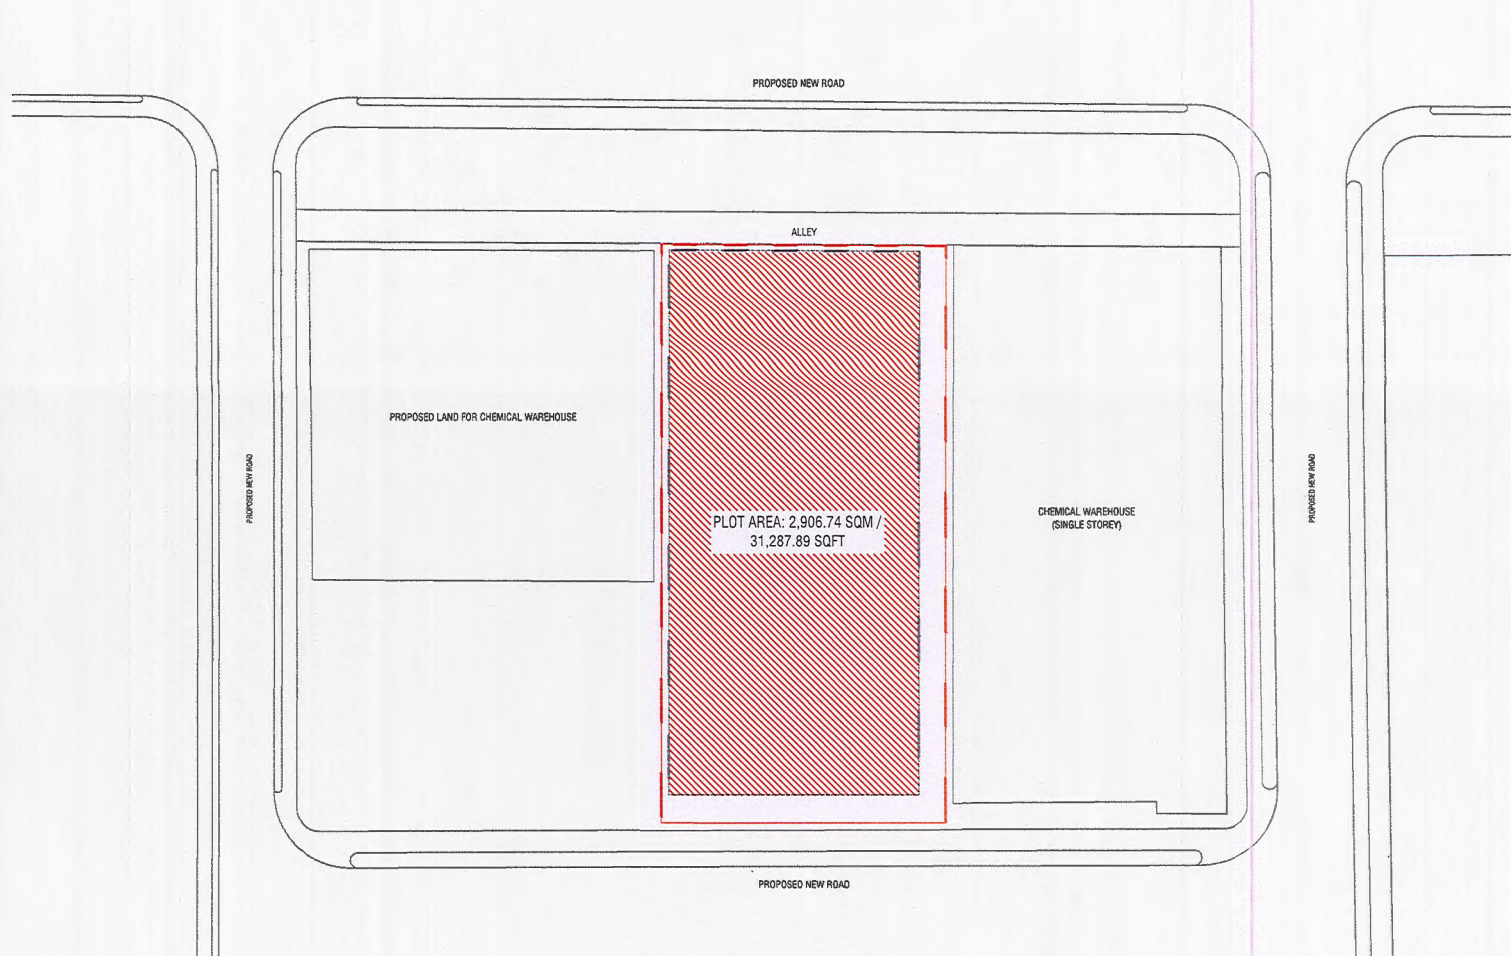 PROPOSED NEW ROAD
ALLEY
PROPOSED LAND FOR CHEMICAL WAREHOUSE
PROPOSED NEW ROAD
PLOT AREA: 2,906.74 SQM /
31,287.89 SQFT
CHEMICAL WAREHOUSE
(SINGLE STOREY)
PROPOSED NEW ROAD
PROPOSED NEW ROAD